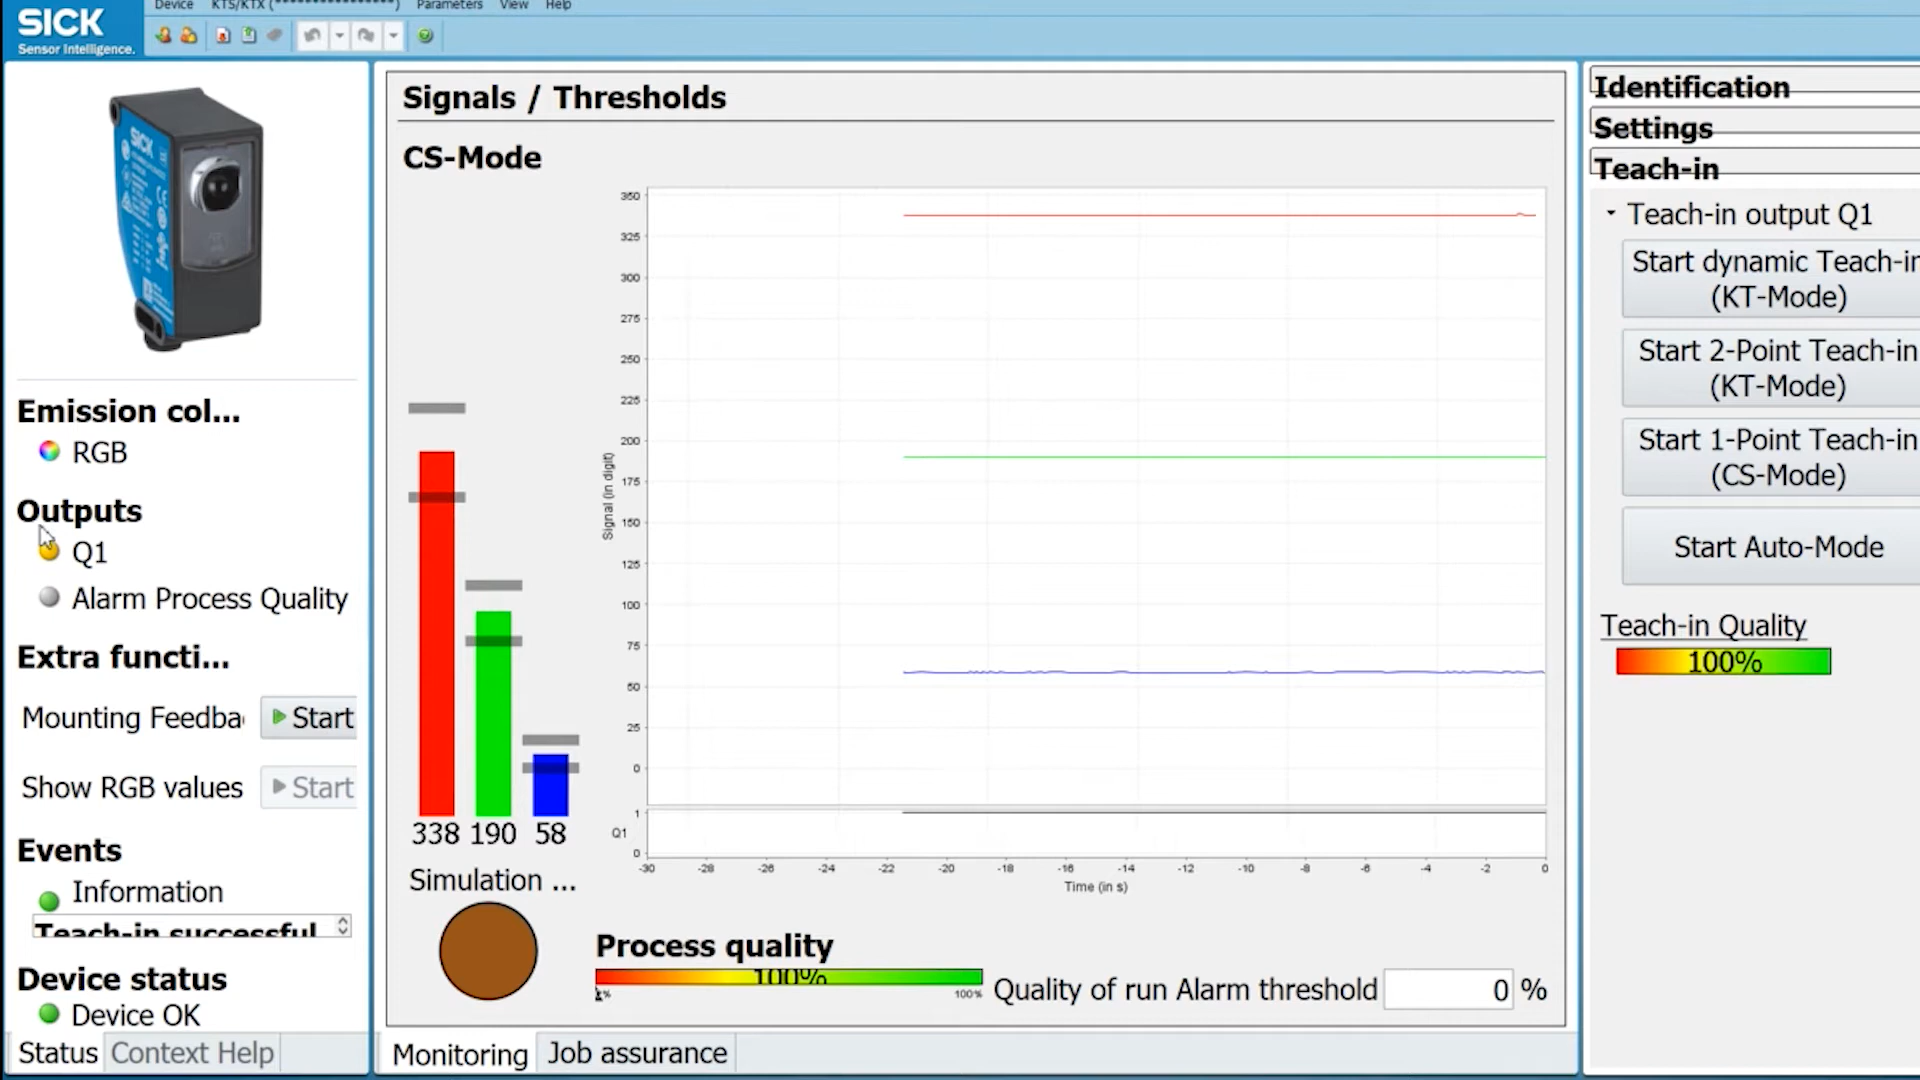 SICK
Sensor Intelligence.
Device KTS/KTX (****************) Parameters View Help
SICK
Emission col...
RGB
Outputs
Q1
Alarm Process Quality
Extra functi...
Mounting Feedba
Start
Show RGB values
Start
Events
Information
Teach-in successful
Device status
Device OK
Status
Context Help
Signals / Thresholds
CS-Mode
338 190 58
Simulation ...
350
325
300
275
250
225
200
175
150
125
100
75
50
25
0
Signal (in digit)
1
Q1
0
-30 -28 -26 -24 -22 -20 -18 -16 -14 -12 -10 -8 -6 -4 -2 0
Time (in s)
Process quality
100%
100%
Quality of run Alarm threshold 0 %
Monitoring
Job assurance
Identification
Settings
Teach-in
Teach-in output Q1
Start dynamic Teach-in
(KT-Mode)
Start 2-Point Teach-in
(KT-Mode)
Start 1-Point Teach-in
(CS-Mode)
Start Auto-Mode
Teach-in Quality
100%